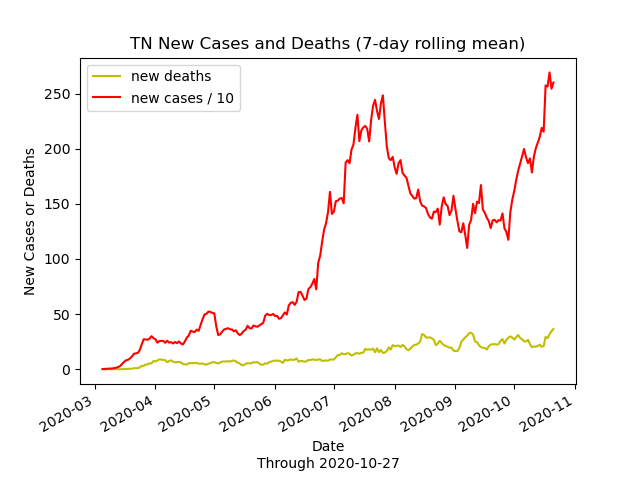 TN New Cases and Deaths (7-day rolling mean)
new deaths
new cases / 10
New Cases or Deaths
250
200
150
100
50
0
2020-03
2020-04
2020-05
2020-06
2020-07
2020-08
2020-09
2020-10
2020-11
Date
Through 2020-10-27